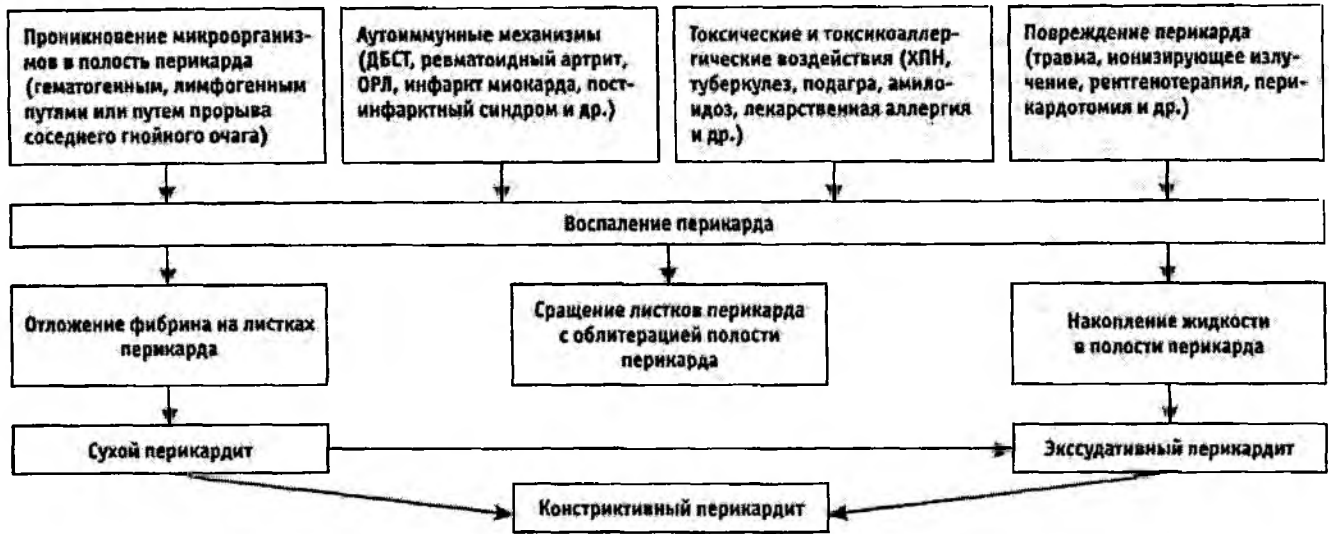 Проникновение микроорганиз-
мов в полость перикарда
(гематогенным, лимфогенным
путями или путем прорыва
соседнего гнойного очага)
Аутоиммунные механизмы
(ДБСТ, ревматоидный артрит,
ОРЛ, инфаркт миокарда, пост-
инфарктный синдром и др.)
Токсические и токсикоаллер-
гические воздействия (ХПН,
туберкулез, подагра, амило-
идоз, лекарственная аллергия
и др.)
Повреждение перикарда
(травма, ионизирующее излу-
чение, рентгенотерапия, пери-
кардотомия и др.)
Воспаление перикарда
Отложение фибрина на листках
перикарда
Сращение листков перикарда
с облитерацией полости
перикарда
Накопление жидкости
в полости перикарда
Сухой перикардит
Экссудативный перикардит
Констриктивный перикардит